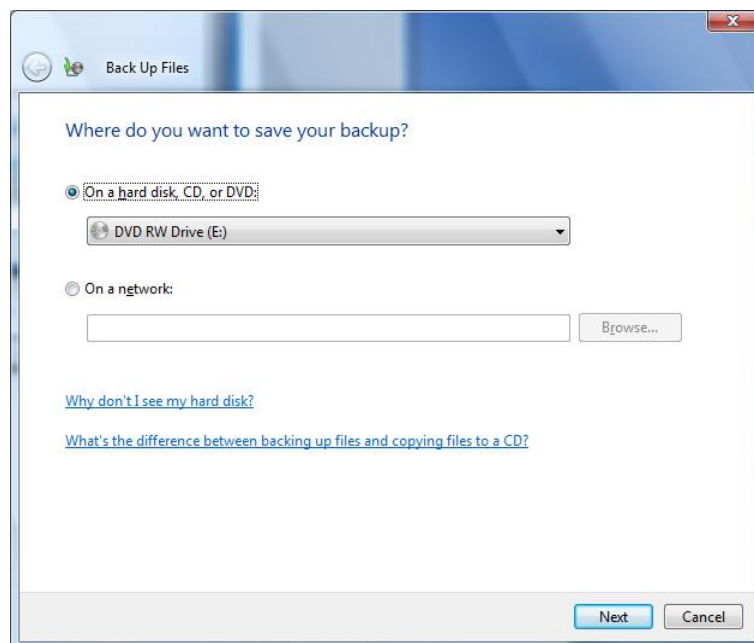 Back Up Files
Where do you want to save your backup?
On a hard disk, CD, or DVD:
DVD RW Drive (E:)
On a network:
Browse...
Why don't I see my hard disk?
What's the difference between backing up files and copying files to a CD?
Next Cancel